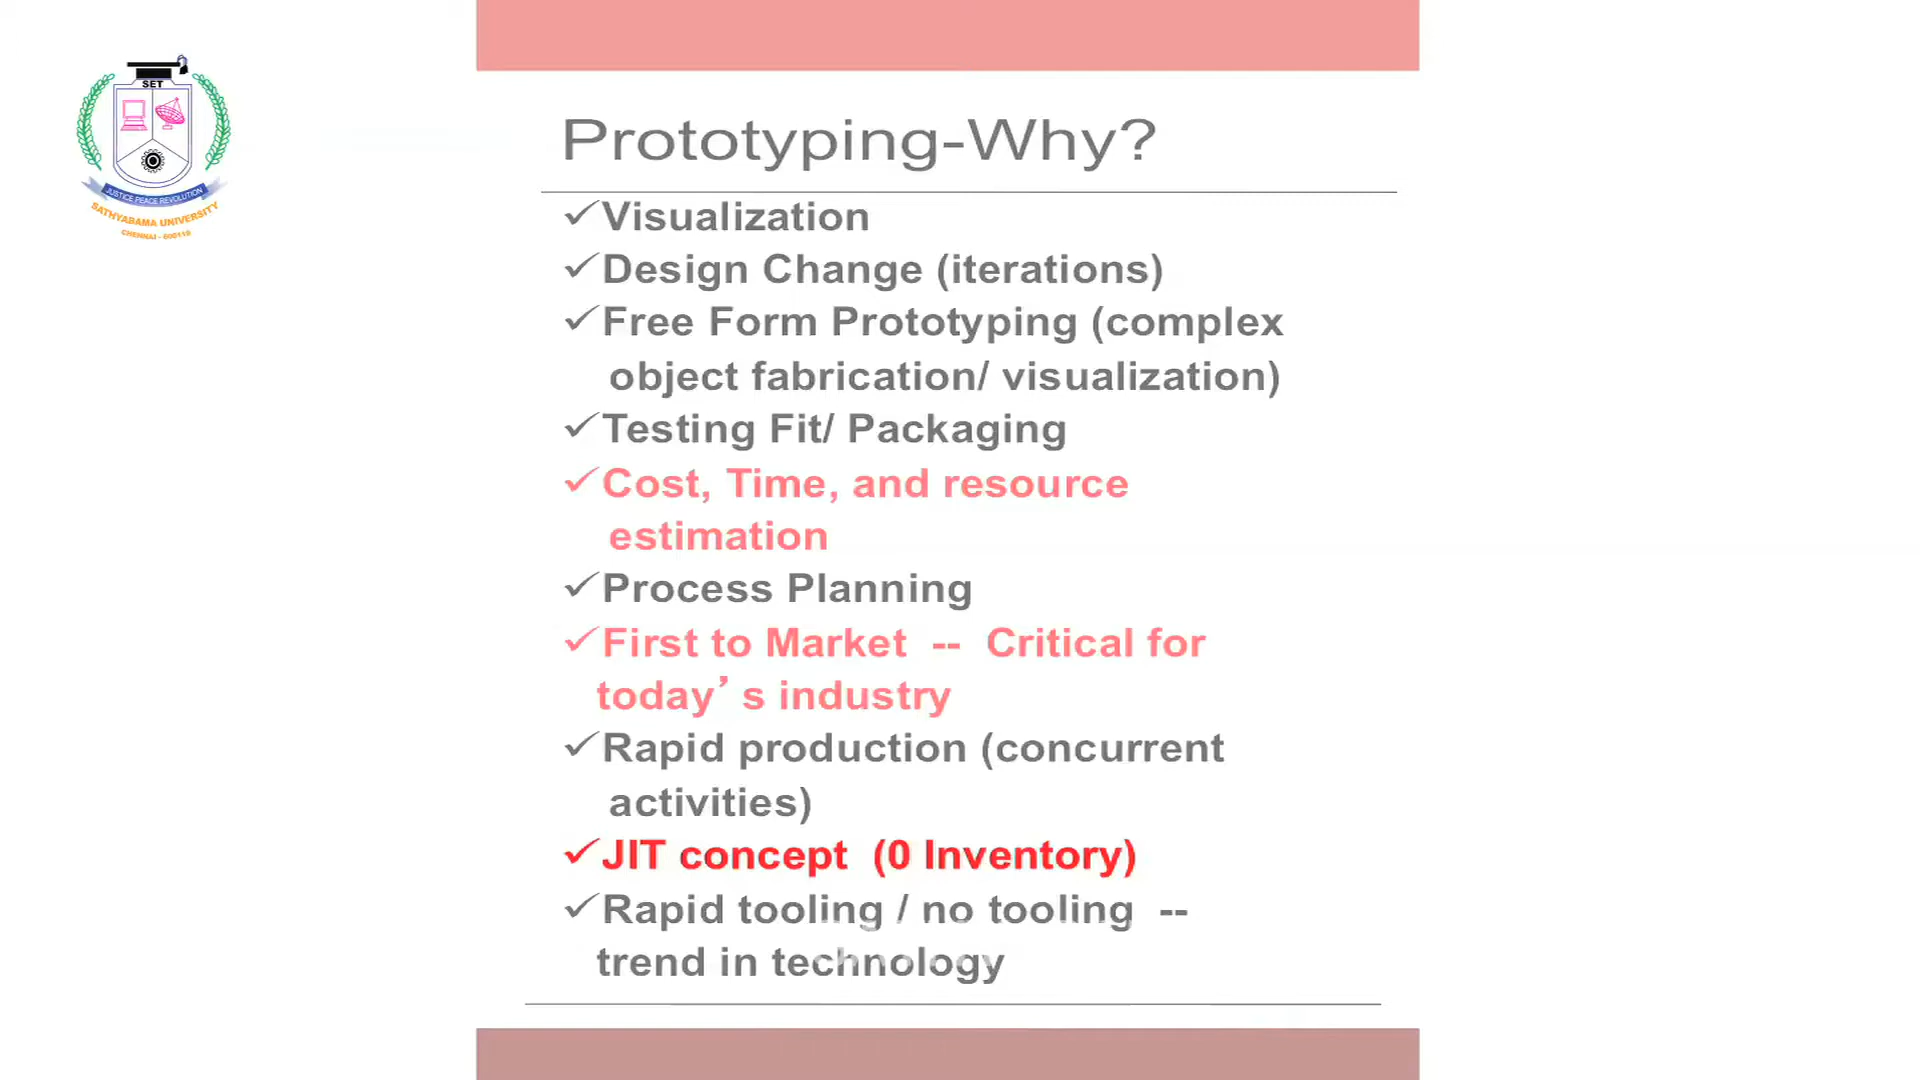 SET
JUSTICE PEACE REVOLUTION
SATHYABAMA UNIVERSITY
CHENNAI - 600119
Prototyping-Why?
✓Visualization
✓Design Change (iterations)
✓Free Form Prototyping (complex
object fabrication/ visualization)
✓Testing Fit/ Packaging
✓Cost, Time, and resource
estimation
✓Process Planning
✓First to Market -- Critical for
today’s industry
✓Rapid production (concurrent
activities)
✓JIT concept (0 Inventory)
✓Rapid tooling / no tooling --
trend in technology